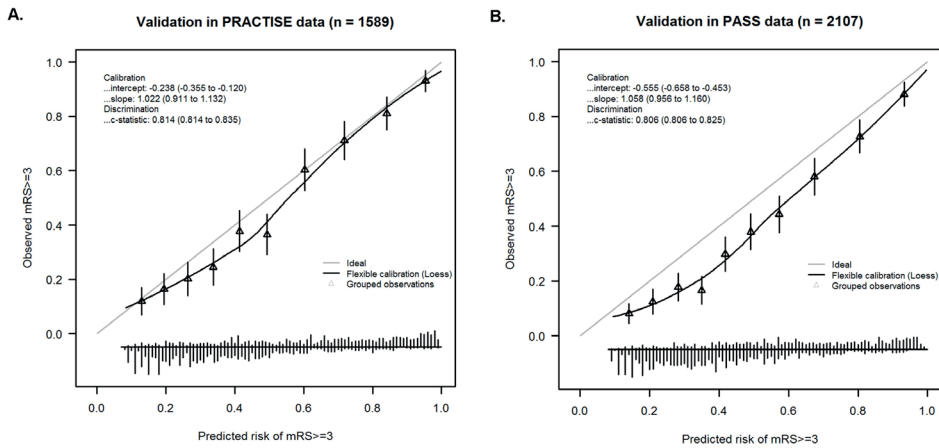 A.
Validation in PRACTISE data (n = 1589)
Calibration
...intercept: -0.238 (-0.355 to -0.120)
...slope: 1.022 (0.911 to 1.132)
Discrimination
...c-statistic: 0.814 (0.814 to 0.835)
Observed mRS>=3
1.0
0.8
0.6
0.4
0.2
0.0
Ideal
Flexible calibration (Loess)
Grouped observations
0.0 0.2 0.4 0.6 0.8 1.0
Predicted risk of mRS>=3
B.
Validation in PASS data (n = 2107)
Calibration
...intercept: -0.555 (-0.658 to -0.453)
...slope: 1.058 (0.956 to 1.160)
Discrimination
...c-statistic: 0.806 (0.806 to 0.825)
Observed mRS>=3
1.0
0.8
0.6
0.4
0.2
0.0
Ideal
Flexible calibration (Loess)
Grouped observations
0.0 0.2 0.4 0.6 0.8 1.0
Predicted risk of mRS>=3